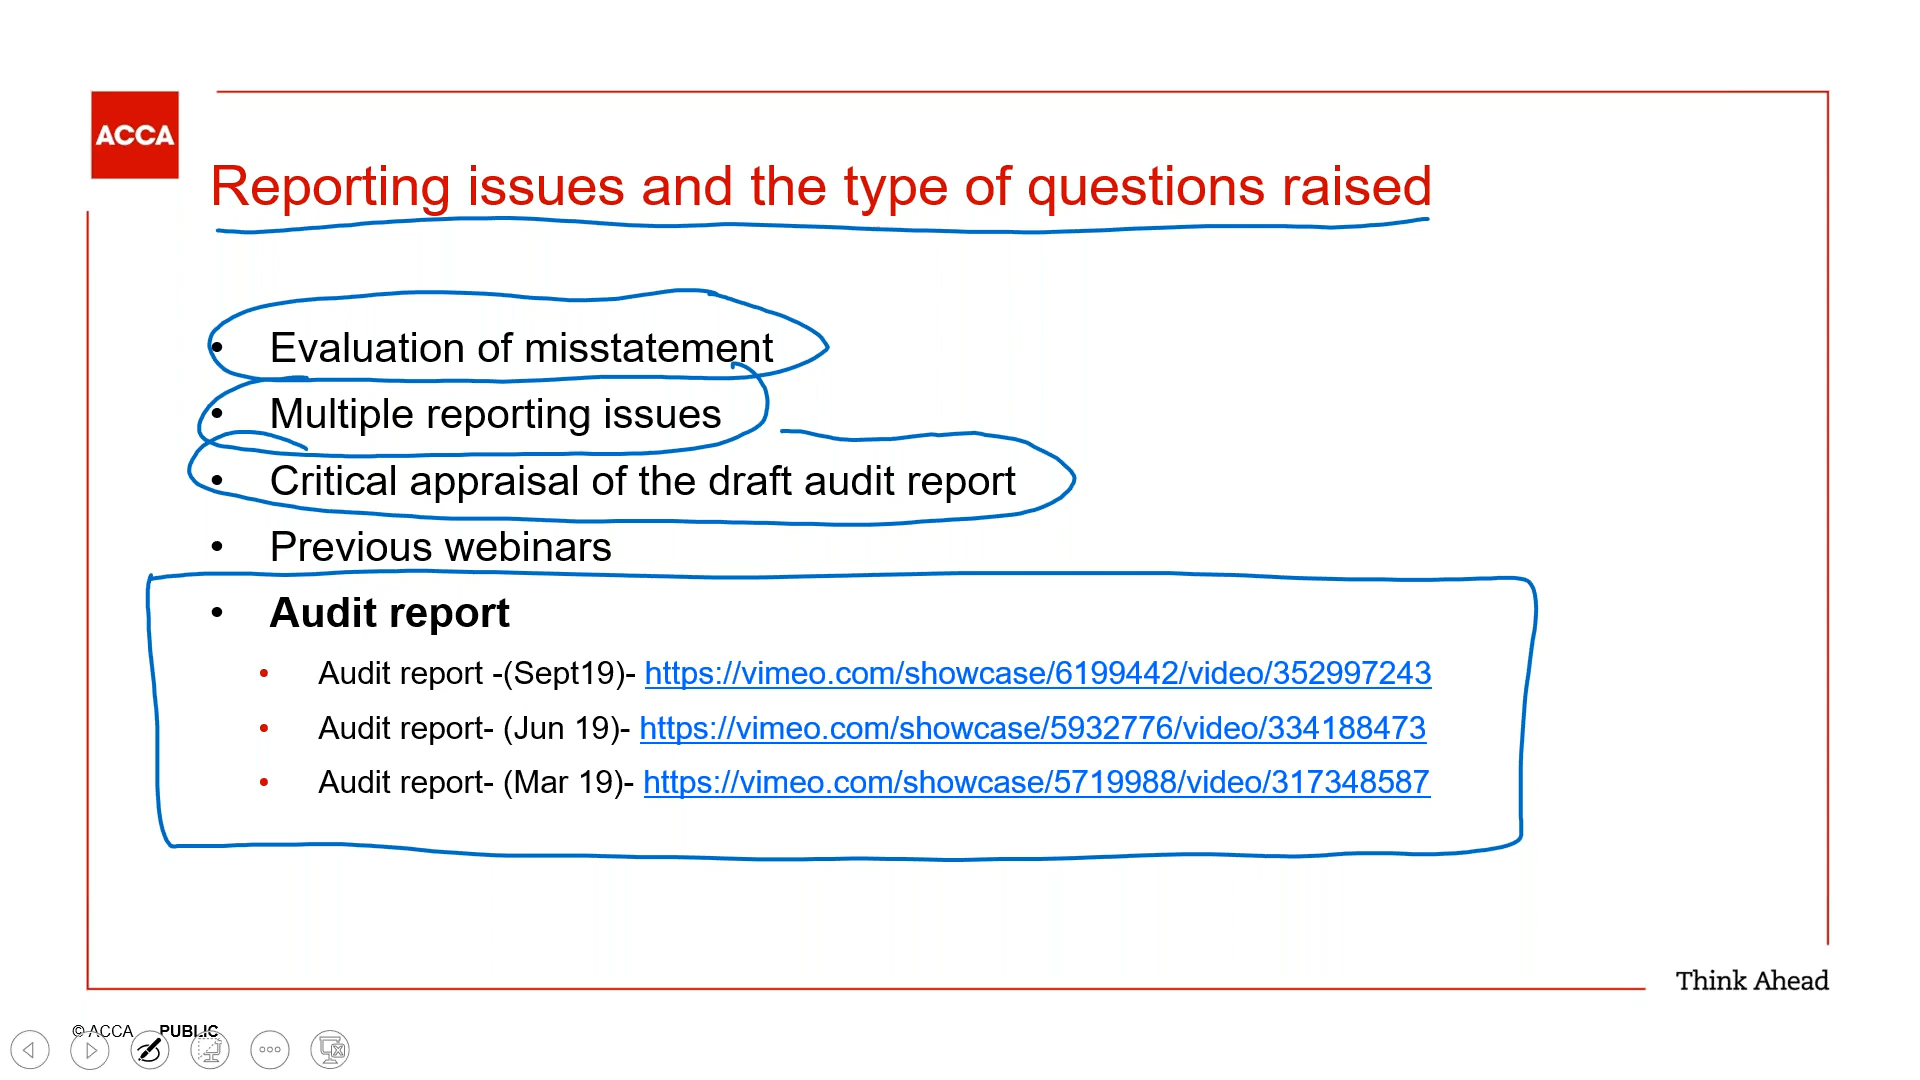 ACCA
Reporting issues and the type of questions raised
• Evaluation of misstatement
• Multiple reporting issues
• Critical appraisal of the draft audit report
• Previous webinars
• Audit report
• Audit report -(Sept19)- https://vimeo.com/showcase/6199442/video/352997243
• Audit report- (Jun 19)- https://vimeo.com/showcase/5932776/video/334188473
• Audit report- (Mar 19)- https://vimeo.com/showcase/5719988/video/317348587
Think Ahead
© ACCA PUBLIC